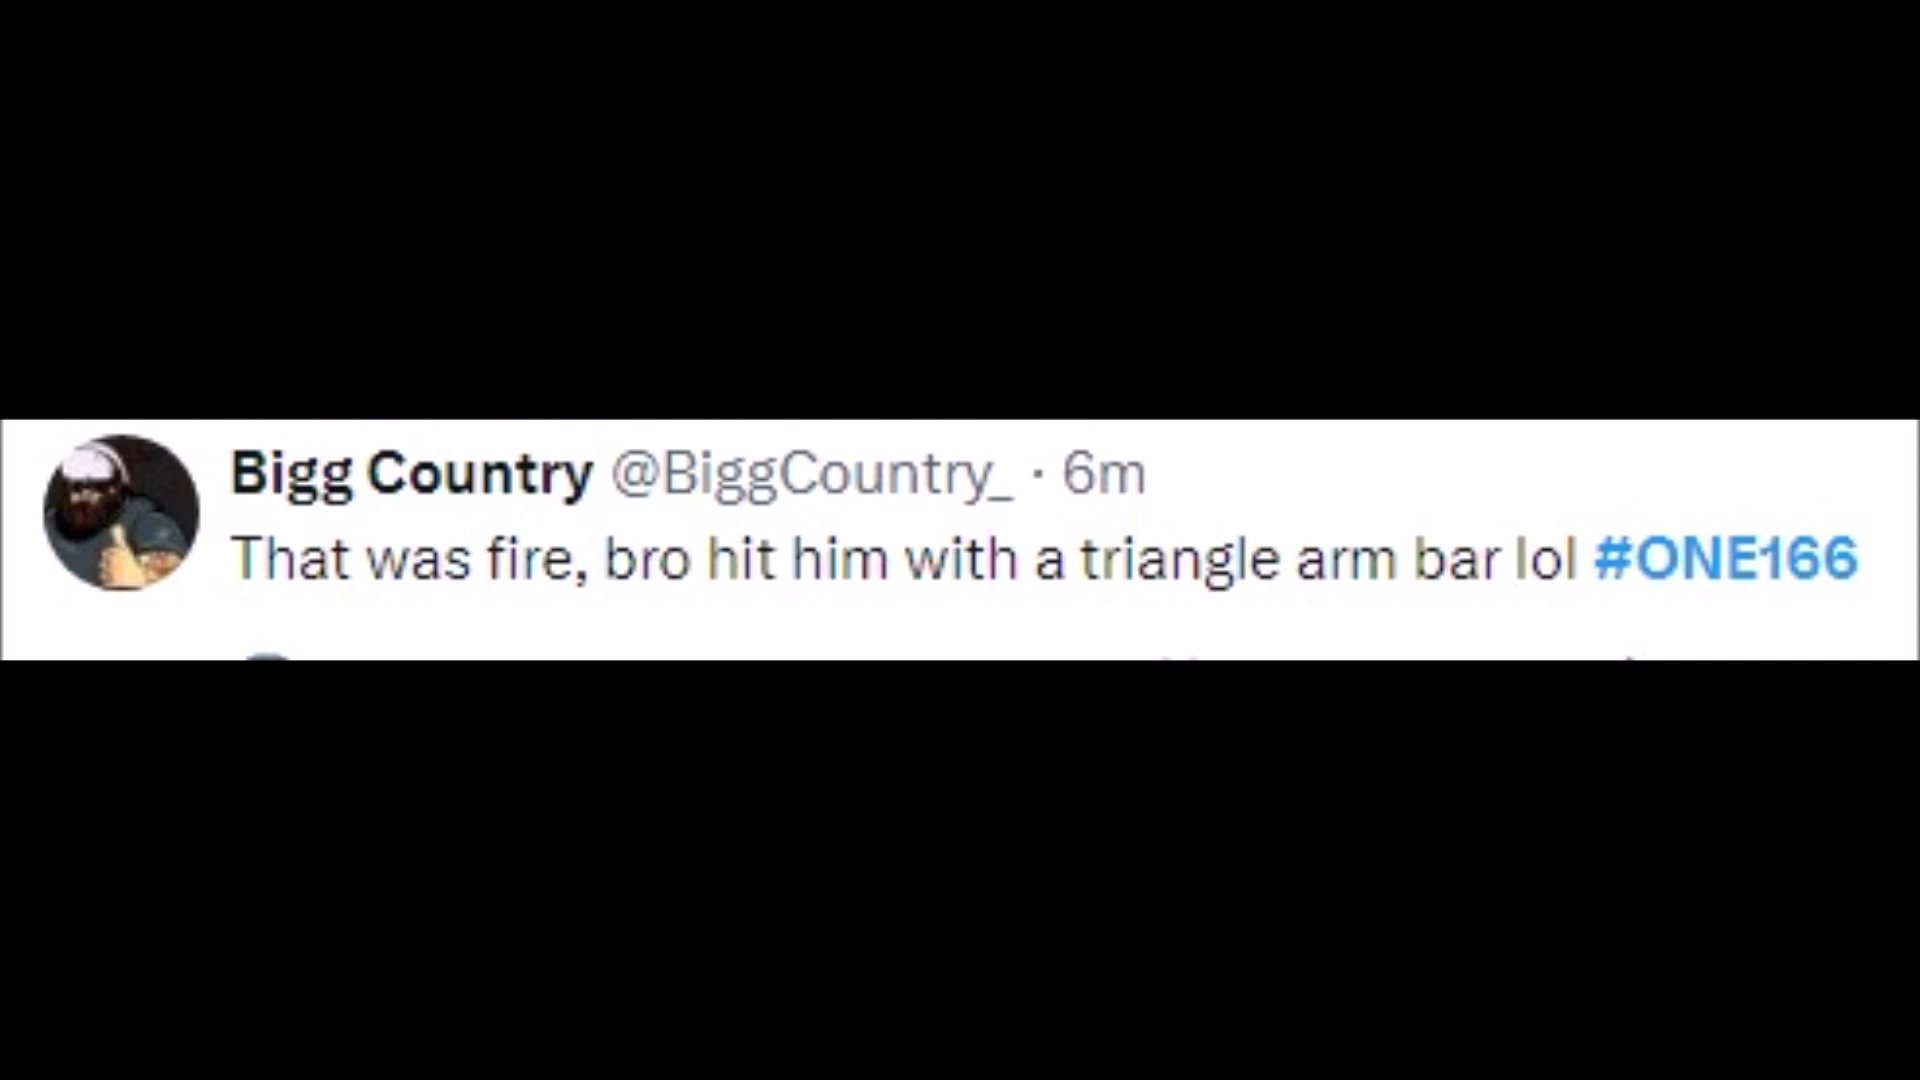 Bigg Country @BiggCountry_ · 6m
That was fire, bro hit him with a triangle arm bar lol #ONE166